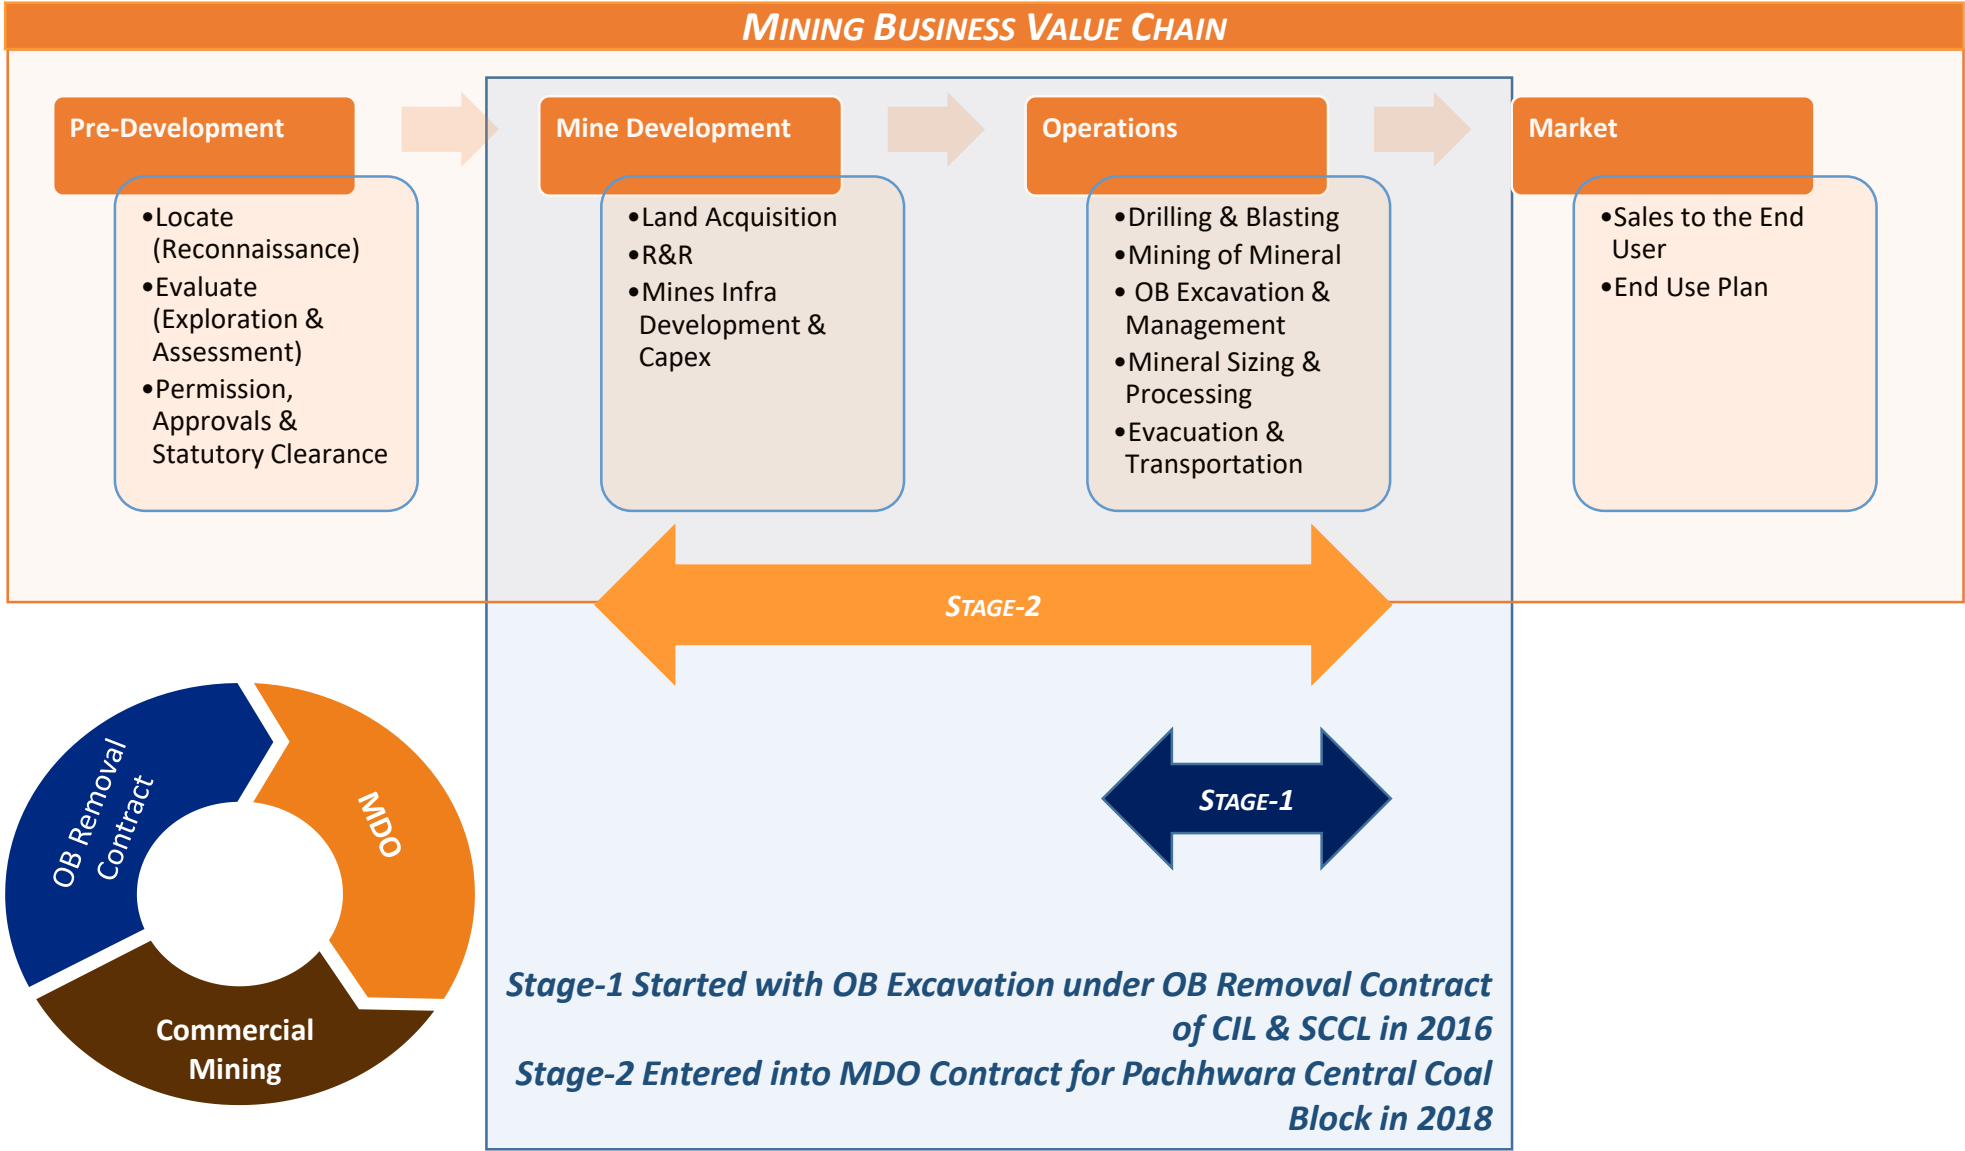 MINING BUSINESS VALUE CHAIN
Pre-Development
•Locate
(Reconnaissance)
•Evaluate
(Exploration &
Assessment)
•Permission,
Approvals &
Statutory Clearance
Mine Development
•Land Acquisition
•R&R
•Mines Infra
Development &
Capex
Operations
•Drilling & Blasting
•Mining of Mineral
• OB Excavation &
Management
•Mineral Sizing &
Processing
•Evacuation &
Transportation
Market
•Sales to the End
User
•End Use Plan
STAGE-2
STAGE-1
OB Removal
Contract
MDO
Commercial
Mining
Stage-1 Started with OB Excavation under OB Removal Contract
of CIL & SCCL in 2016
Stage-2 Entered into MDO Contract for Pachhwara Central Coal
Block in 2018